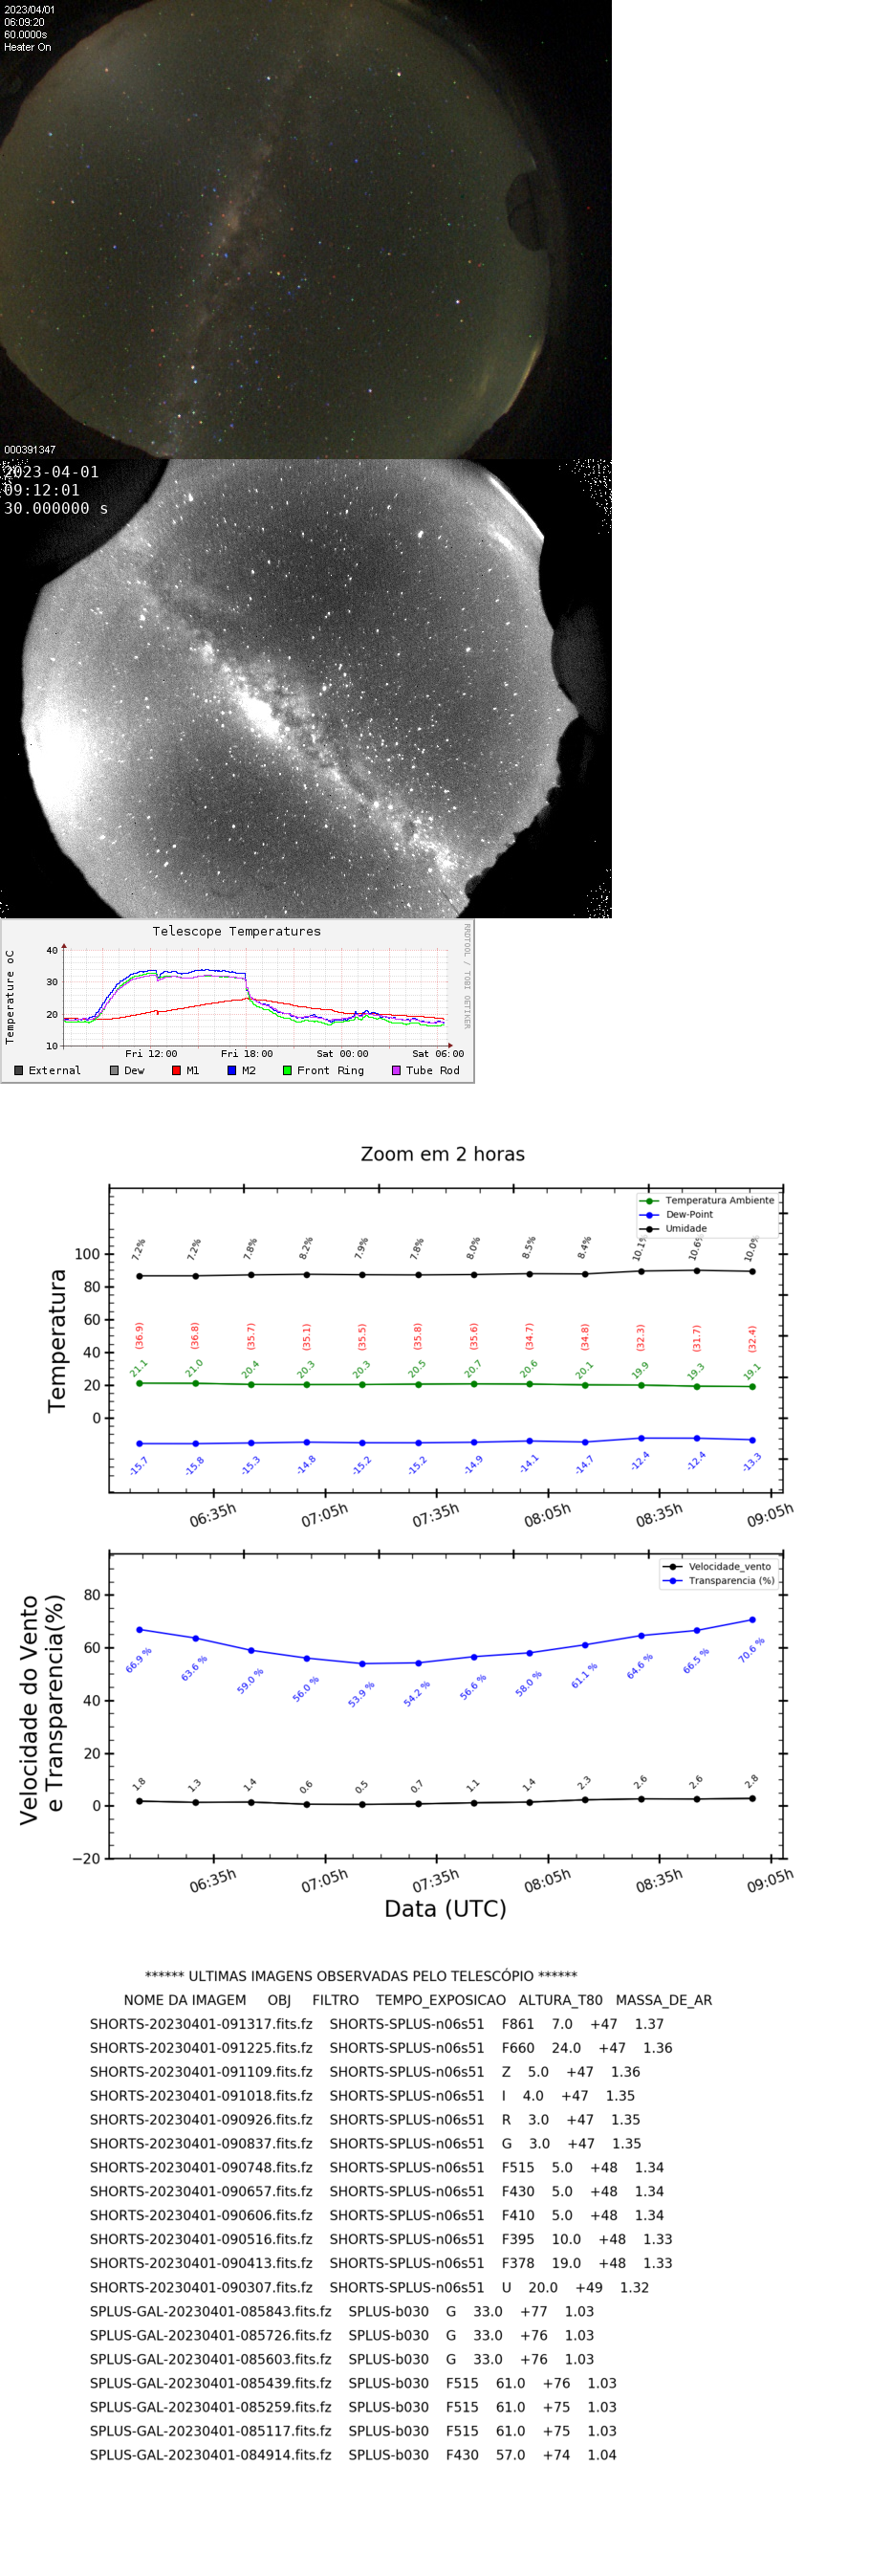 2023/04/01
06:09:20
60.0000s
Heater On
000391347
2023-04-01
09:12:01
30.000000 s
Telescope Temperatures
RRDTOOL / TOBI OETIKER
Temperature oC
40
30
20
10
Fri 12:00 Fri 18:00 Sat 00:00 Sat 06:00
External Dew M1 M2 Front Ring Tube Rod
Zoom em 2 horas
Temperatura Ambiente
Dew-Point
Umidade
Temperatura
100
80
60
40
20
0
7.2% 7.2% 7.8% 8.2% 7.9% 7.8% 8.0% 8.5% 8.4% 10.1% 10.6% 10.0%
(36.9) (36.8) (35.7) (35.1) (35.5) (35.8) (35.6) (34.7) (34.8) (32.3) (31.7) (32.4)
21.1 21.0 20.4 20.3 20.3 20.5 20.7 20.6 20.1 19.9 19.3 19.1
-15.7 -15.8 -15.3 -14.8 -15.2 -15.2 -14.9 -14.1 -14.7 -12.4 -12.4 -13.3
06:35h 07:05h 07:35h 08:05h 08:35h 09:05h
Velocidade_vento
Transparencia (%)
Velocidade do Vento
e Transparencia(%)
80
60
40
20
0
−20
66.9 % 63.6 % 59.0 % 56.0 % 53.9 % 54.2 % 56.6 % 58.0 % 61.1 % 64.6 % 66.5 % 70.6 %
1.8 1.3 1.4 0.6 0.5 0.7 1.1 1.4 2.3 2.6 2.6 2.8
06:35h 07:05h 07:35h 08:05h 08:35h 09:05h
Data (UTC)
****** ULTIMAS IMAGENS OBSERVADAS PELO TELESCÓPIO ******
NOME DA IMAGEM OBJ FILTRO TEMPO_EXPOSICAO ALTURA_T80 MASSA_DE_AR
SHORTS-20230401-091317.fits.fz SHORTS-SPLUS-n06s51 F861 7.0 +47 1.37
SHORTS-20230401-091225.fits.fz SHORTS-SPLUS-n06s51 F660 24.0 +47 1.36
SHORTS-20230401-091109.fits.fz SHORTS-SPLUS-n06s51 Z 5.0 +47 1.36
SHORTS-20230401-091018.fits.fz SHORTS-SPLUS-n06s51 I 4.0 +47 1.35
SHORTS-20230401-090926.fits.fz SHORTS-SPLUS-n06s51 R 3.0 +47 1.35
SHORTS-20230401-090837.fits.fz SHORTS-SPLUS-n06s51 G 3.0 +47 1.35
SHORTS-20230401-090748.fits.fz SHORTS-SPLUS-n06s51 F515 5.0 +48 1.34
SHORTS-20230401-090657.fits.fz SHORTS-SPLUS-n06s51 F430 5.0 +48 1.34
SHORTS-20230401-090606.fits.fz SHORTS-SPLUS-n06s51 F410 5.0 +48 1.34
SHORTS-20230401-090516.fits.fz SHORTS-SPLUS-n06s51 F395 10.0 +48 1.33
SHORTS-20230401-090413.fits.fz SHORTS-SPLUS-n06s51 F378 19.0 +48 1.33
SHORTS-20230401-090307.fits.fz SHORTS-SPLUS-n06s51 U 20.0 +49 1.32
SPLUS-GAL-20230401-085843.fits.fz SPLUS-b030 G 33.0 +77 1.03
SPLUS-GAL-20230401-085726.fits.fz SPLUS-b030 G 33.0 +76 1.03
SPLUS-GAL-20230401-085603.fits.fz SPLUS-b030 G 33.0 +76 1.03
SPLUS-GAL-20230401-085439.fits.fz SPLUS-b030 F515 61.0 +76 1.03
SPLUS-GAL-20230401-085259.fits.fz SPLUS-b030 F515 61.0 +75 1.03
SPLUS-GAL-20230401-085117.fits.fz SPLUS-b030 F515 61.0 +75 1.03
SPLUS-GAL-20230401-084914.fits.fz SPLUS-b030 F430 57.0 +74 1.04